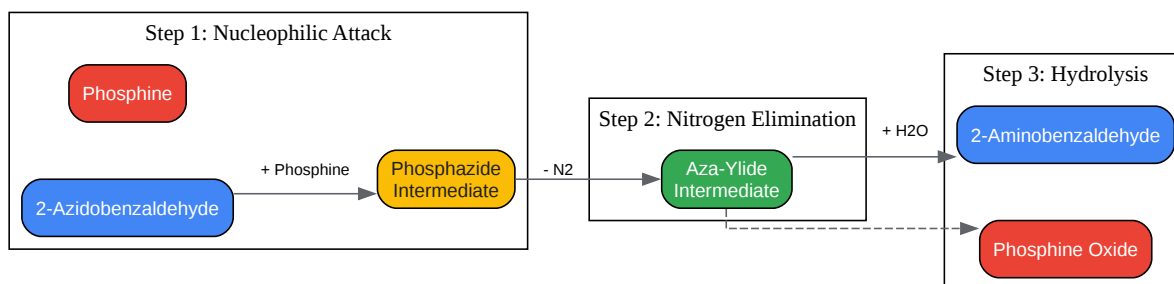 Step 1: Nucleophilic Attack
Phosphine
2-Azidobenzaldehyde
+ Phosphine
Phosphazide
Intermediate
- N2
Step 2: Nitrogen Elimination
Aza-Ylide
Intermediate
+ H2O
Step 3: Hydrolysis
2-Aminobenzaldehyde
Phosphine Oxide